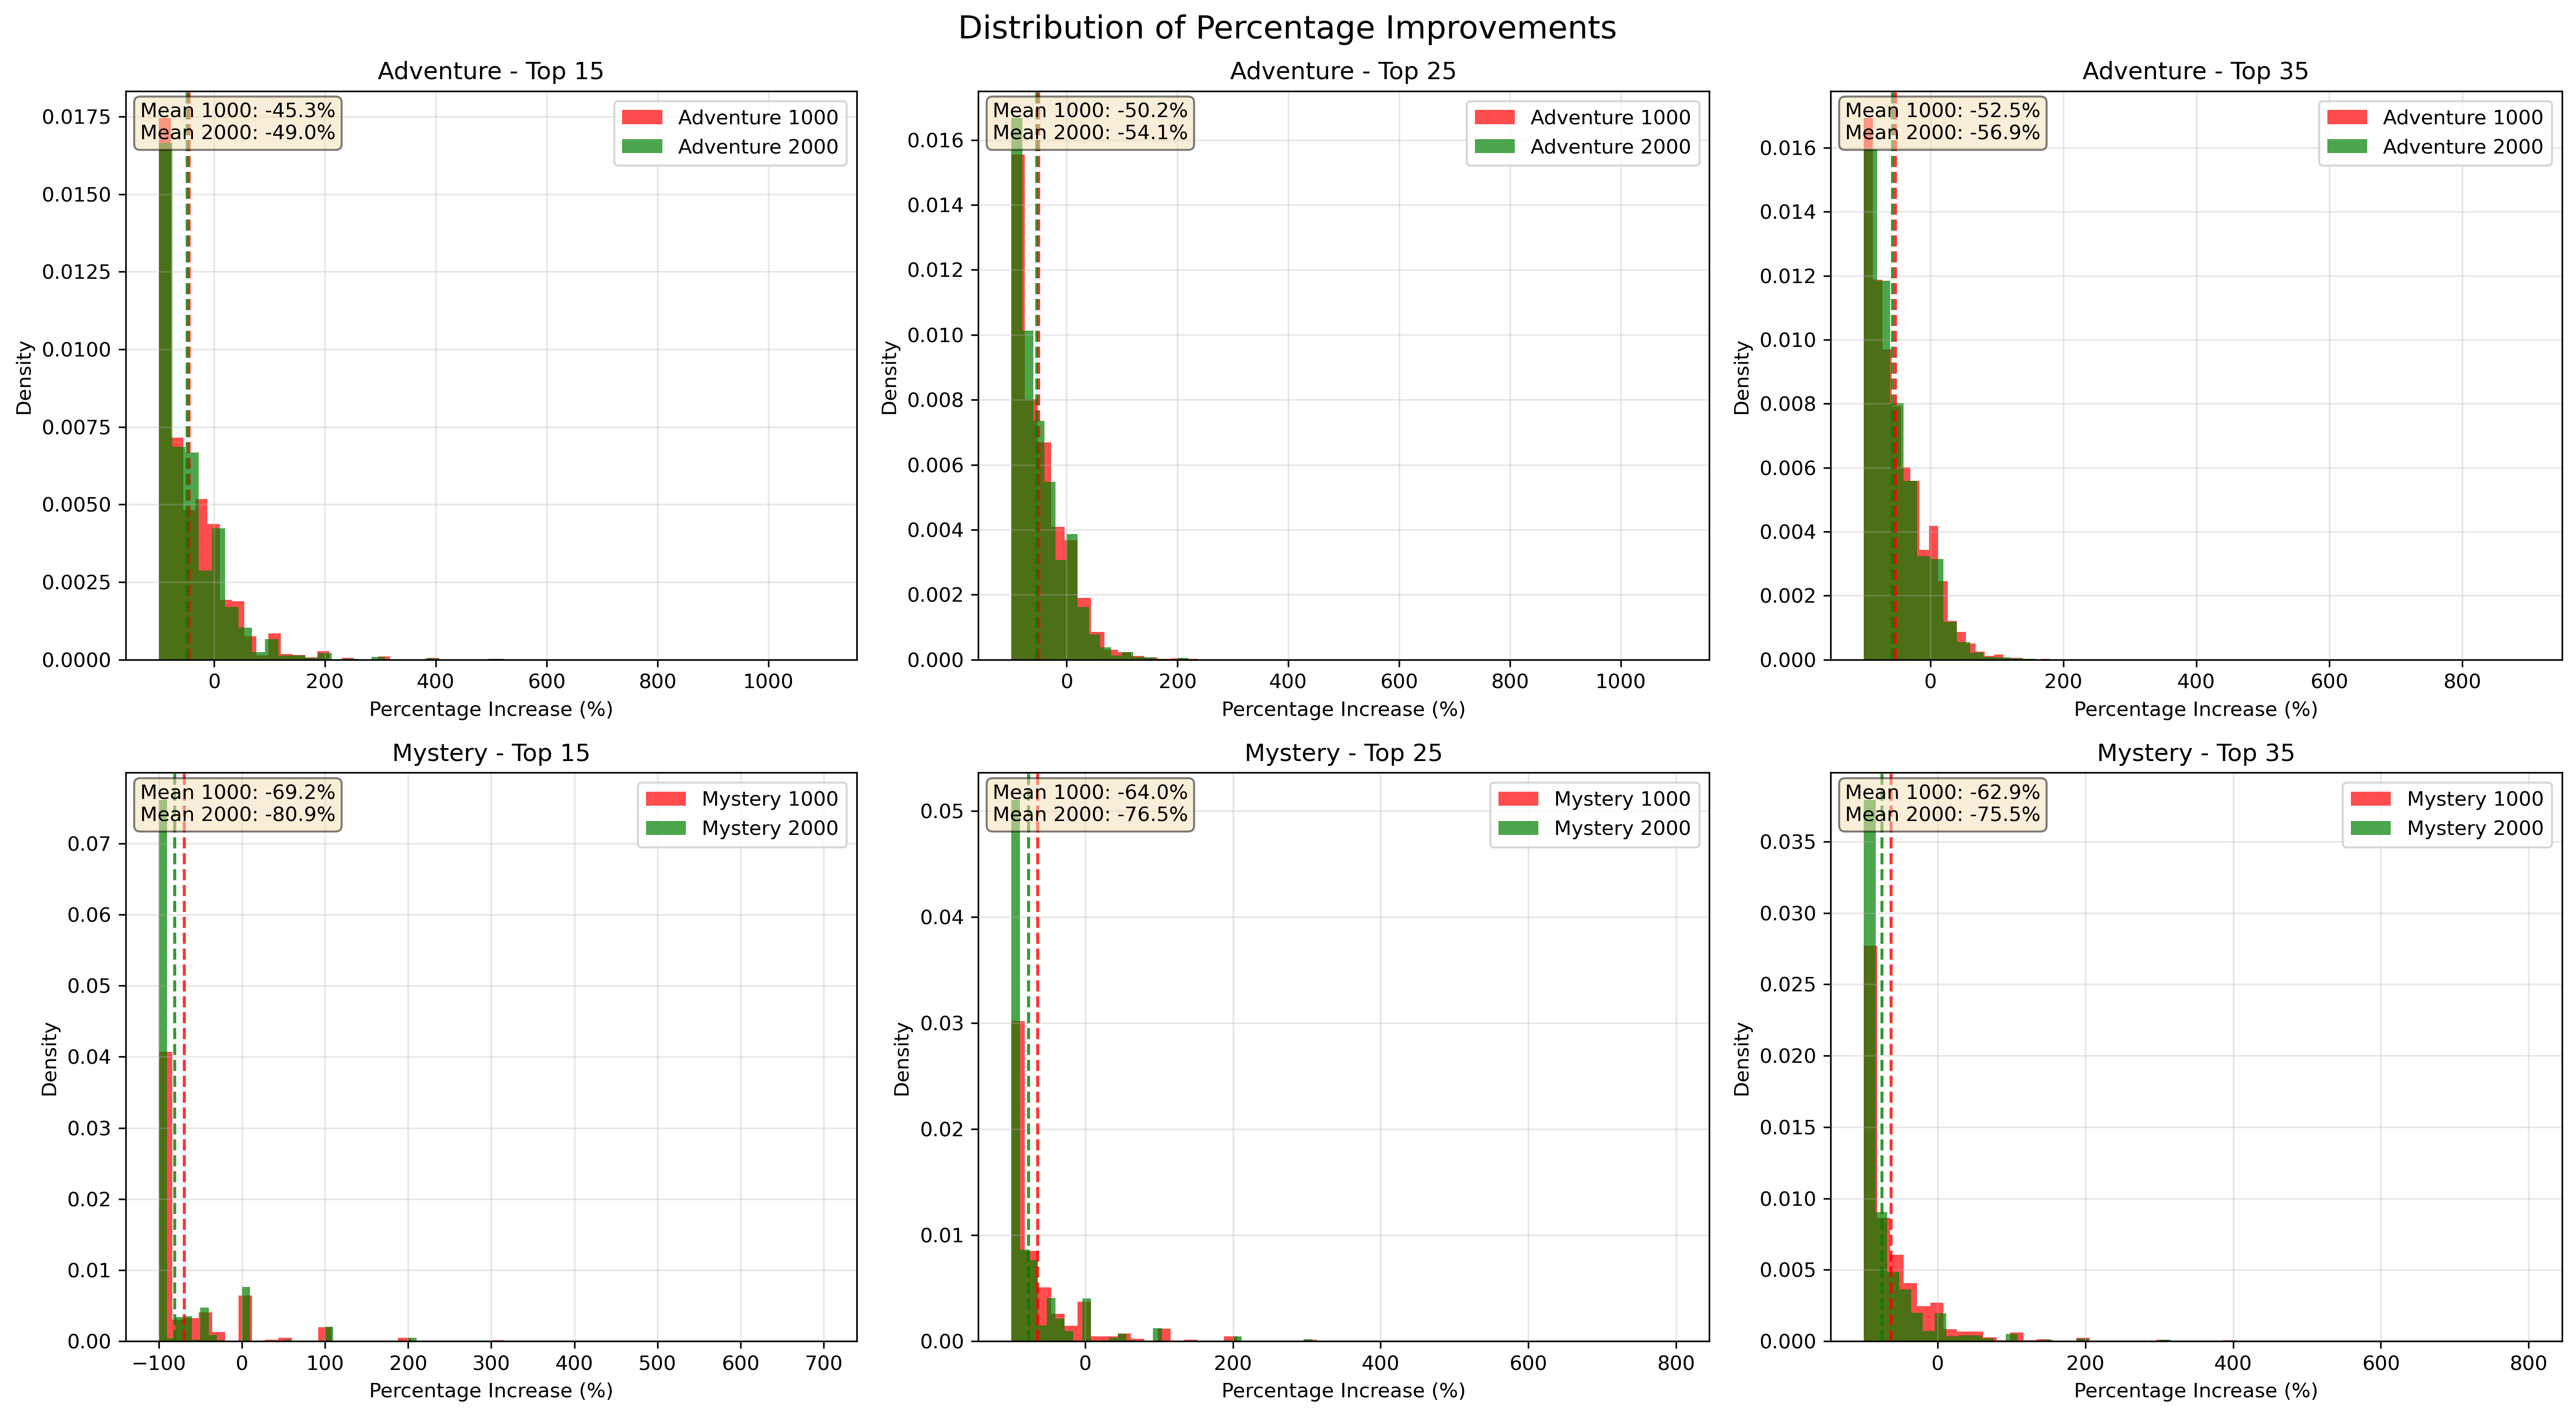 Distribution of Percentage Improvements
Adventure - Top 15
Mean 1000: -45.3%
Mean 2000: -49.0%
Adventure 1000
Adventure 2000
0.0175
0.0150
0.0125
0.0100
0.0075
0.0050
0.0025
0.0000
Density
0 200 400 600 800 1000
Percentage Increase (%)
Adventure - Top 25
Mean 1000: -50.2%
Mean 2000: -54.1%
Adventure 1000
Adventure 2000
0.016
0.014
0.012
0.010
0.008
0.006
0.004
0.002
0.000
Density
0 200 400 600 800 1000
Percentage Increase (%)
Adventure - Top 35
Mean 1000: -52.5%
Mean 2000: -56.9%
Adventure 1000
Adventure 2000
0.016
0.014
0.012
0.010
0.008
0.006
0.004
0.002
0.000
Density
0 200 400 600 800
Percentage Increase (%)
Mystery - Top 15
Mean 1000: -69.2%
Mean 2000: -80.9%
Mystery 1000
Mystery 2000
0.07
0.06
0.05
0.04
0.03
0.02
0.01
0.00
Density
−100 0 100 200 300 400 500 600 700
Percentage Increase (%)
Mystery - Top 25
Mean 1000: -64.0%
Mean 2000: -76.5%
Mystery 1000
Mystery 2000
0.05
0.04
0.03
0.02
0.01
0.00
Density
0 200 400 600 800
Percentage Increase (%)
Mystery - Top 35
Mean 1000: -62.9%
Mean 2000: -75.5%
Mystery 1000
Mystery 2000
0.035
0.030
0.025
0.020
0.015
0.010
0.005
0.000
Density
0 200 400 600 800
Percentage Increase (%)